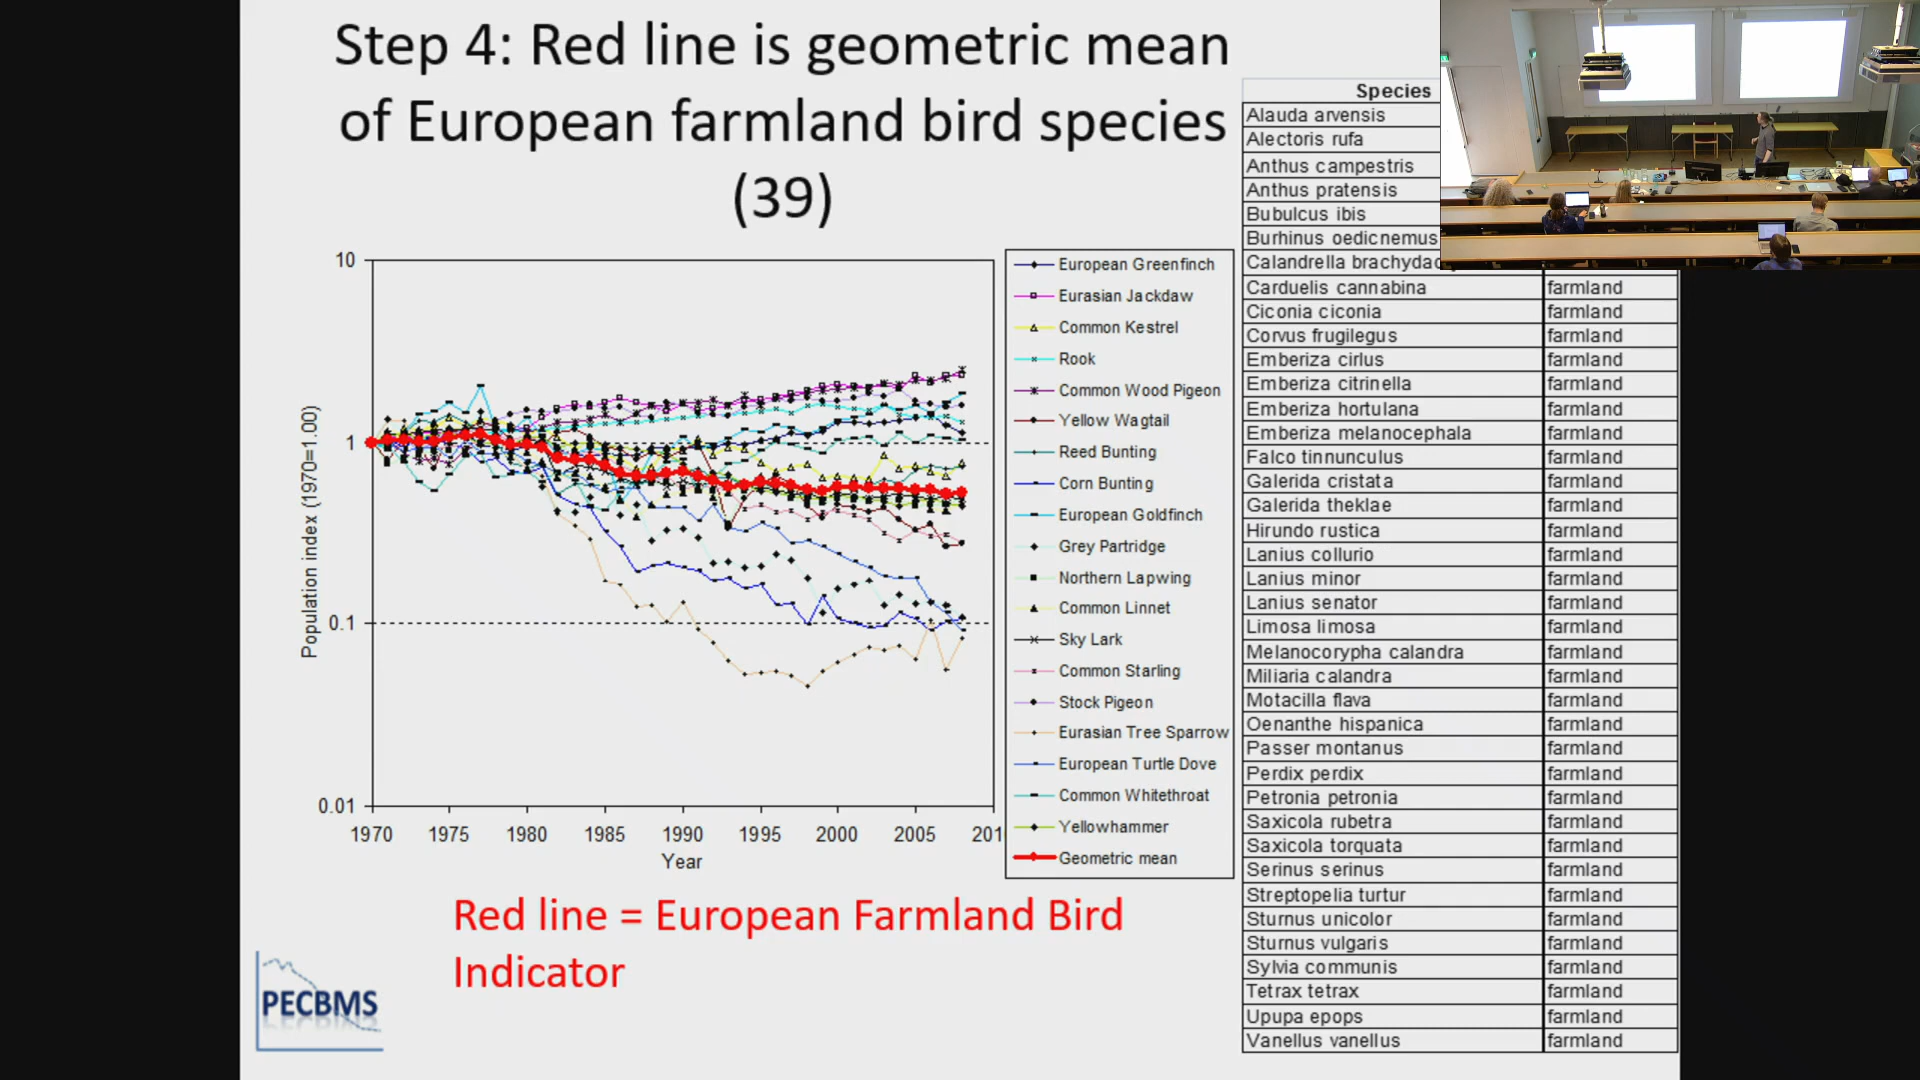 Step 4: Red line is geometric mean
of European farmland bird species
(39)
10
1
0.1
0.01
Population index (1970=1.00)
1970
1975
1980
1985
1990
1995
2000
2005
201
Year
European Greenfinch
Eurasian Jackdaw
Common Kestrel
Rook
Common Wood Pigeon
Yellow Wagtail
Reed Bunting
Corn Bunting
European Goldfinch
Grey Partridge
Northern Lapwing
Common Linnet
Sky Lark
Common Starling
Stock Pigeon
Eurasian Tree Sparrow
European Turtle Dove
Common Whitethroat
Yellowhammer
Geometric mean
Red line = European Farmland Bird
Indicator
PECBMS
Species
Alauda arvensis
Alectoris rufa
Anthus campestris
Anthus pratensis
Bubulcus ibis
Burhinus oedicnemus
Calandrella
Carduelis cannabina farmland
Ciconia ciconia farmland
Corvus frugilegus farmland
Emberiza cirlus farmland
Emberiza citrinella farmland
Emberiza hortulana farmland
Emberiza melanocephala farmland
Falco tinnunculus farmland
Galerida cristata farmland
Galerida theklae farmland
Hirundo rustica farmland
Lanius collurio farmland
Lanius minor farmland
Lanius senator farmland
Limosa limosa farmland
Melanocorypha calandra farmland
Miliaria calandra farmland
Motacilla flava farmland
Oenanthe hispanica farmland
Passer montanus farmland
Perdix perdix farmland
Petronia petronia farmland
Saxicola rubetra farmland
Saxicola torquata farmland
Serinus serinus farmland
Streptopelia turtur farmland
Sturnus unicolor farmland
Sturnus vulgaris farmland
Sylvia communis farmland
Tetrax tetrax farmland
Upupa epops farmland
Vanellus vanellus farmland